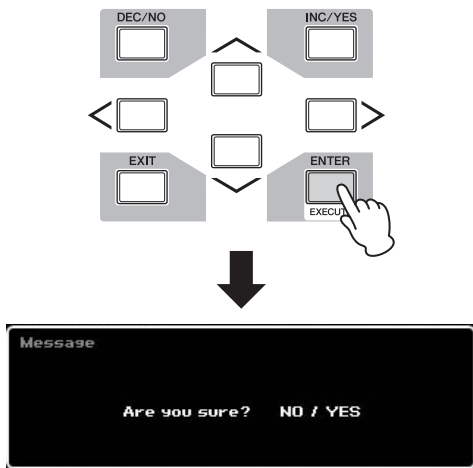 DEC/NO INC/YES
EXIT ENTER
Message
Are you sure? NO / YES